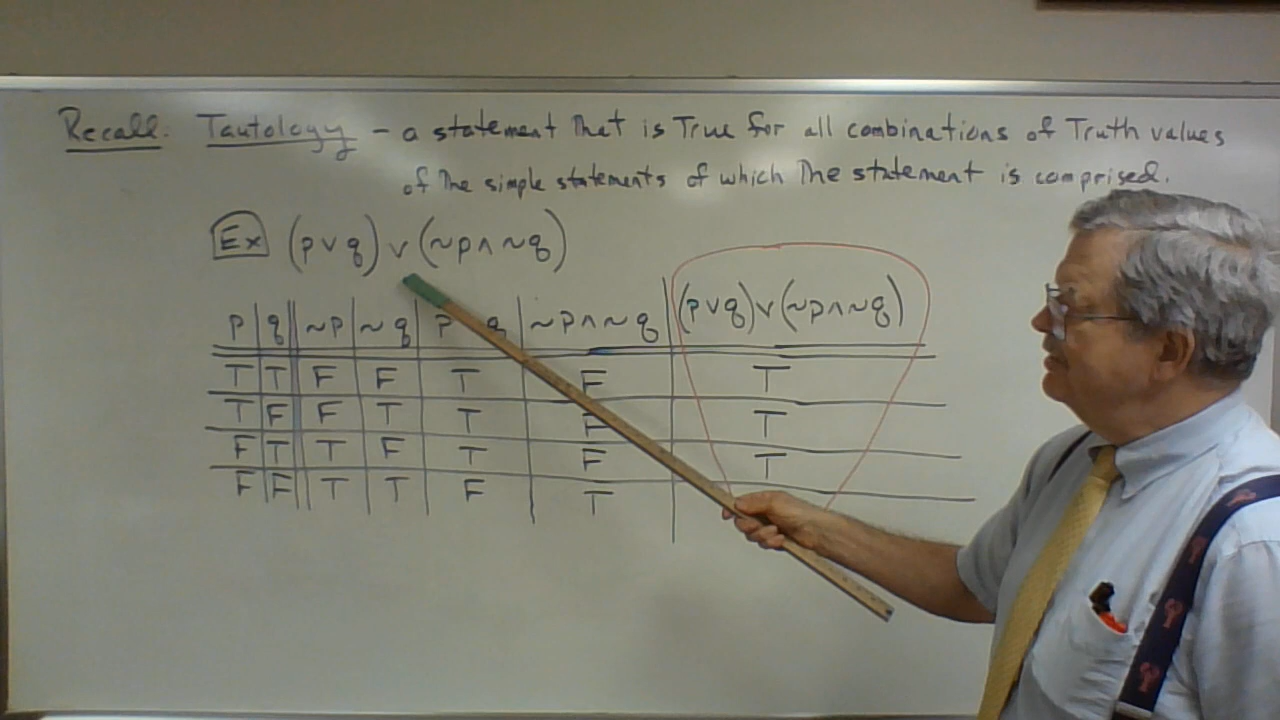 Recall: Tautology - a statement that is True for all combinations of Truth values
of the simple statements of which the statement is comprised.
Ex (p ∨ q) ∨ (~p ∧ ~q)
p q ~p ~q p q ~p ∧ ~q (p ∨ q) ∨ (~p ∧ ~q)
T T F F T F T
T F F T T F T
F T T F T F T
F F T T F T